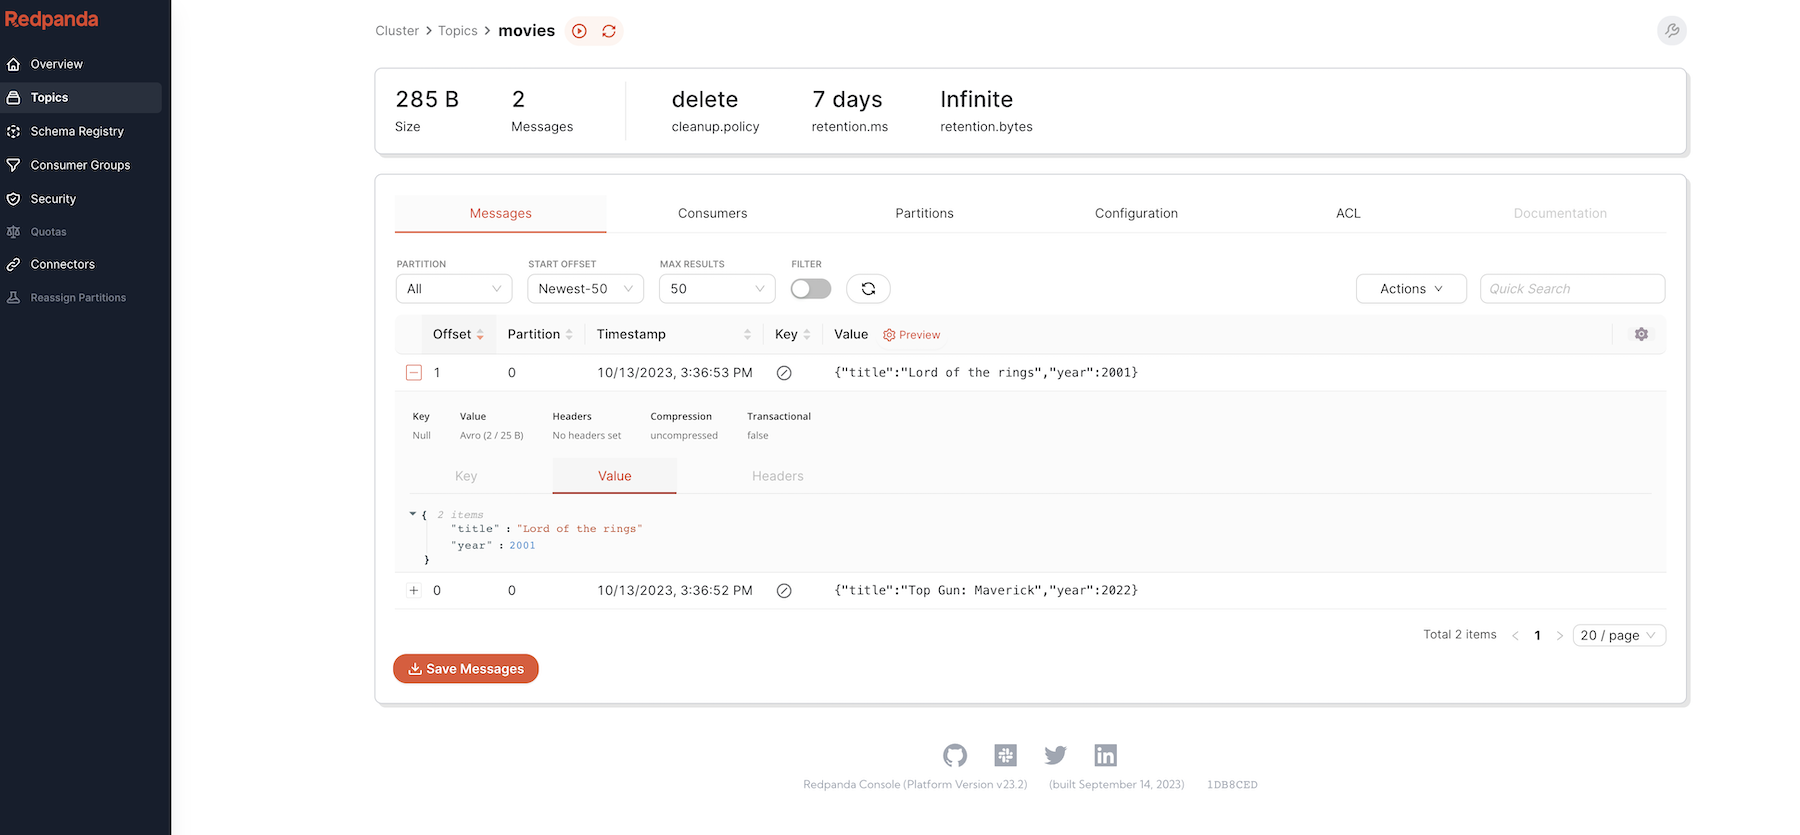 Redpanda
Overview
Topics
Schema Registry
Consumer Groups
Security
Quotas
Connectors
Reassign Partitions
Cluster > Topics > movies
285 B 2 delete 7 days Infinite
Size Messages cleanup.policy retention.ms retention.bytes
Messages Consumers Partitions Configuration ACL Documentation
PARTITION START OFFSET MAX RESULTS FILTER
All Newest-50 50 Actions Quick Search
Offset Partition Timestamp Key Value Preview
1 0 10/13/2023, 3:36:53 PM {"title":"Lord of the rings","year":2001}
Key Value Headers Compression Transactional
Null Avro (2 / 25 B) No headers set uncompressed false
Key Value Headers
{ 2 items
"title" : "Lord of the rings"
"year" : 2001
}
0 0 10/13/2023, 3:36:52 PM {"title":"Top Gun: Maverick","year":2022}
Total 2 items < 1 > 20 / page
Save Messages
Redpanda Console (Platform Version v23.2) (built September 14, 2023) 1DB8CED